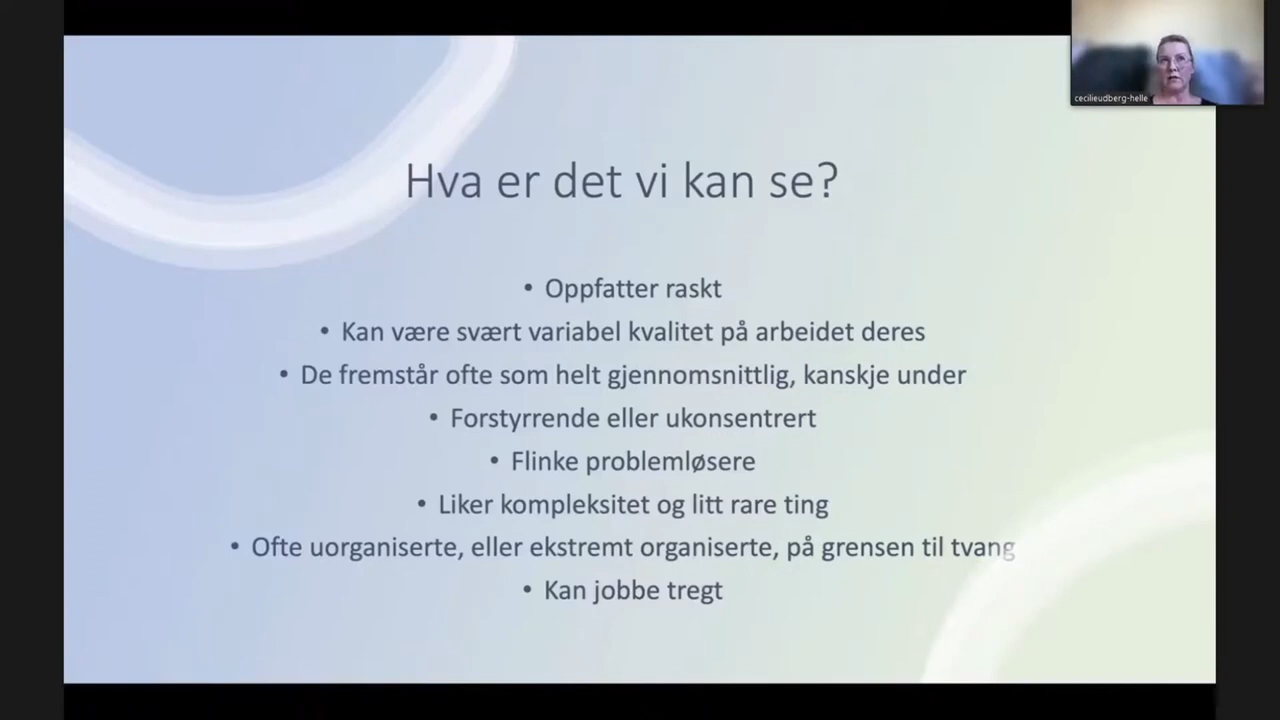 cecilieudberg-helle
Hva er det vi kan se?
• Oppfatter raskt
• Kan være svært variabel kvalitet på arbeidet deres
• De fremstår ofte som helt gjennomsnittlig, kanskje under
• Forstyrrende eller ukonsentrert
• Flinke problemløsere
• Liker kompleksitet og litt rare ting
• Ofte uorganiserte, eller ekstremt organiserte, på grensen til tvang
• Kan jobbe tregt